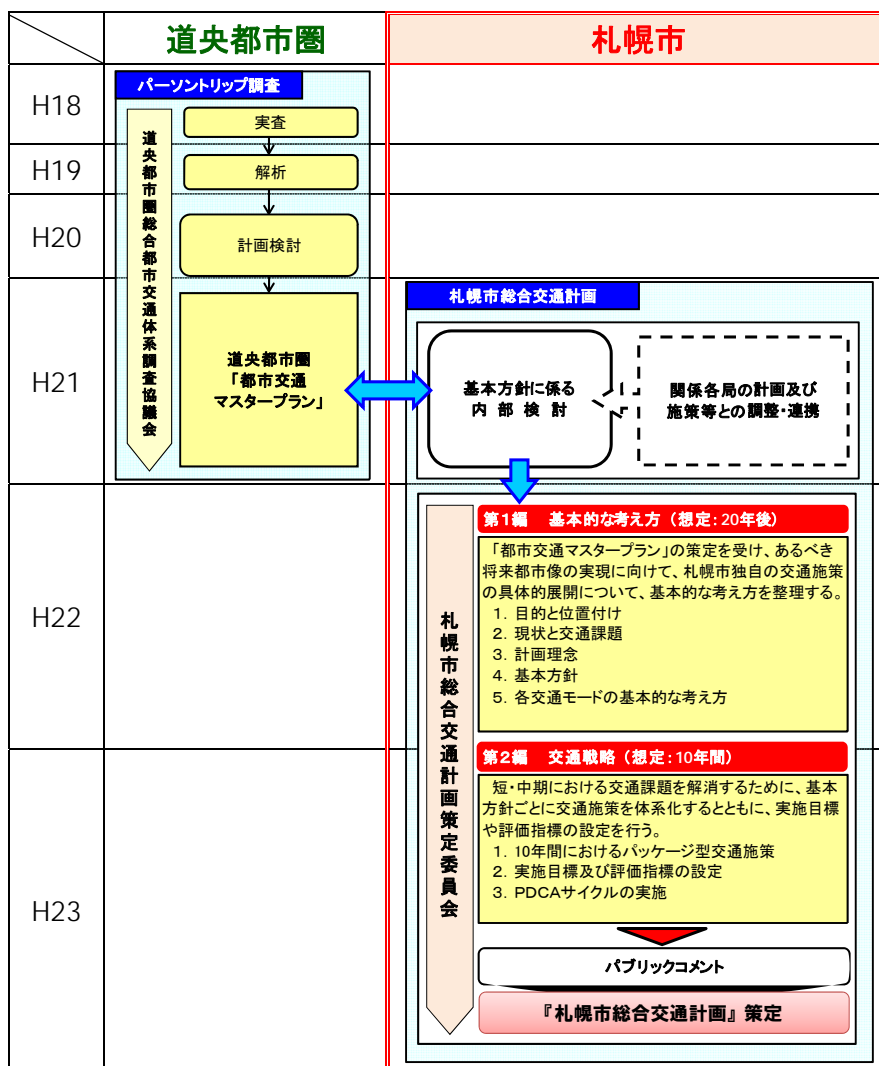 道央都市圏
札幌市
H18
パーソントリップ調査
道央都市圏総合都市交通体系調査協議会
実査
H19
解析
H20
計画検討
H21
道央都市圏
「都市交通
マスタープラン」
札幌市総合交通計画
基本方針に係る
内部検討
関係各局の計画及び
施策等との調整・連携
H22
札幌市総合交通計画策定委員会
第1編 基本的な考え方（想定：20年後）
「都市交通マスタープラン」の策定を受け、あるべき
将来都市像の実現に向けて、札幌市独自の交通施策
の具体的展開について、基本的な考え方を整理する。
1．目的と位置付け
2．現状と交通課題
3．計画理念
4．基本方針
5．各交通モードの基本的な考え方
H23
第2編 交通戦略（想定：10年間）
短・中期における交通課題を解消するために、基本
方針ごとに交通施策を体系化するとともに、実施目標
や評価指標の設定を行う。
1．10年間におけるパッケージ型交通施策
2．実施目標及び評価指標の設定
3．PDCAサイクルの実施
パブリックコメント
『札幌市総合交通計画』策定